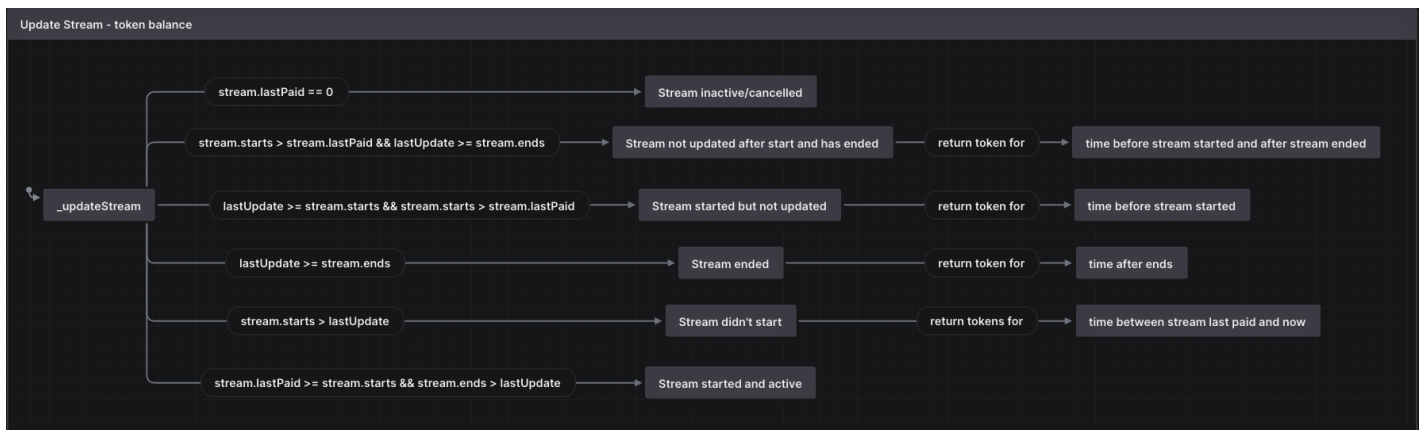 Update Stream - token balance
stream.lastPaid == 0
Stream inactive/cancelled
stream.starts > stream.lastPaid && lastUpdate >= stream.ends
Stream not updated after start and has ended
return token for
time before stream started and after stream ended
_updateStream
lastUpdate >= stream.starts && stream.starts > stream.lastPaid
Stream started but not updated
return token for
time before stream started
lastUpdate >= stream.ends
Stream ended
return token for
time after ends
stream.starts > lastUpdate
Stream didn't start
return tokens for
time between stream last paid and now
stream.lastPaid >= stream.starts && stream.ends > lastUpdate
Stream started and active